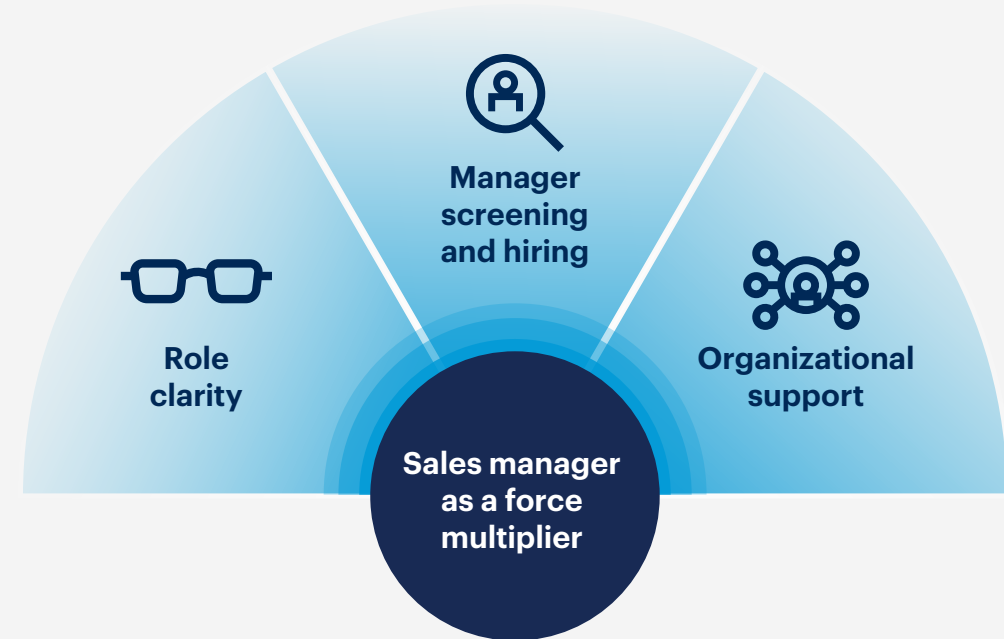 Manager
screening
and hiring
Role
clarity
Organizational
support
Sales manager
as a force
multiplier